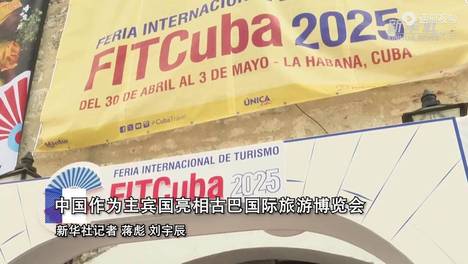 FERIA INTERNACIONAL DE
FITCuba 2025
DEL 30 DE ABRIL AL 3 DE MAYO - LA HABANA, CUBA
ÚNICA
FERIA INTERNACIONAL DE TURISMO
FITCuba 2025
中国作为主宾国亮相古巴国际旅游博览会
新华社记者 蒋彪 刘宇辰